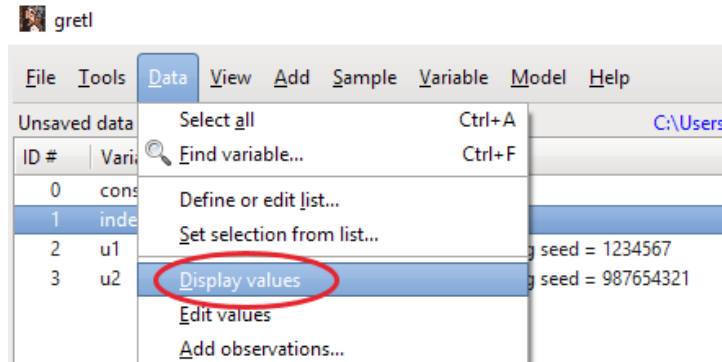 gretl
File Tools Data View Add Sample Variable Model Help
Unsaved data C:\Users
Select all Ctrl+A
ID # Varia
Find variable... Ctrl+F
0 cons
Define or edit list...
1 inde
Set selection from list...
2 u1 g seed = 1234567
3 u2 Display values g seed = 987654321
Edit values
Add observations...